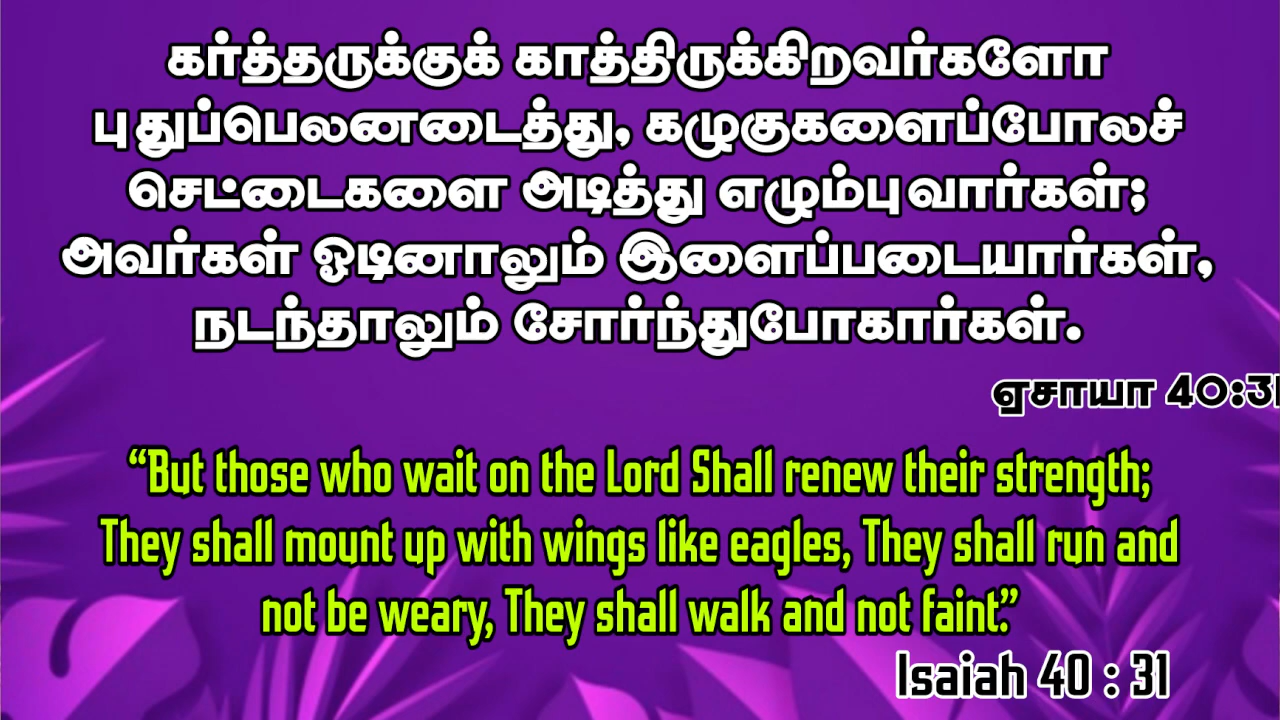 கர்த்தருக்குக் காத்திருக்கிறவர்களோ
புதுப்பெலனடைத்து, கழுகுகளைப்போலச்
செட்டைகளை அடித்து எழும்புவார்கள்;
அவர்கள் ஓடினாலும் இளைப்படையார்கள்,
நடந்தாலும் சோர்ந்துபோகார்கள்.
ஏசாயா 40:31
“But those who wait on the Lord Shall renew their strength;
They shall mount up with wings like eagles, They shall run and
not be weary, They shall walk and not faint.”
Isaiah 40 : 31